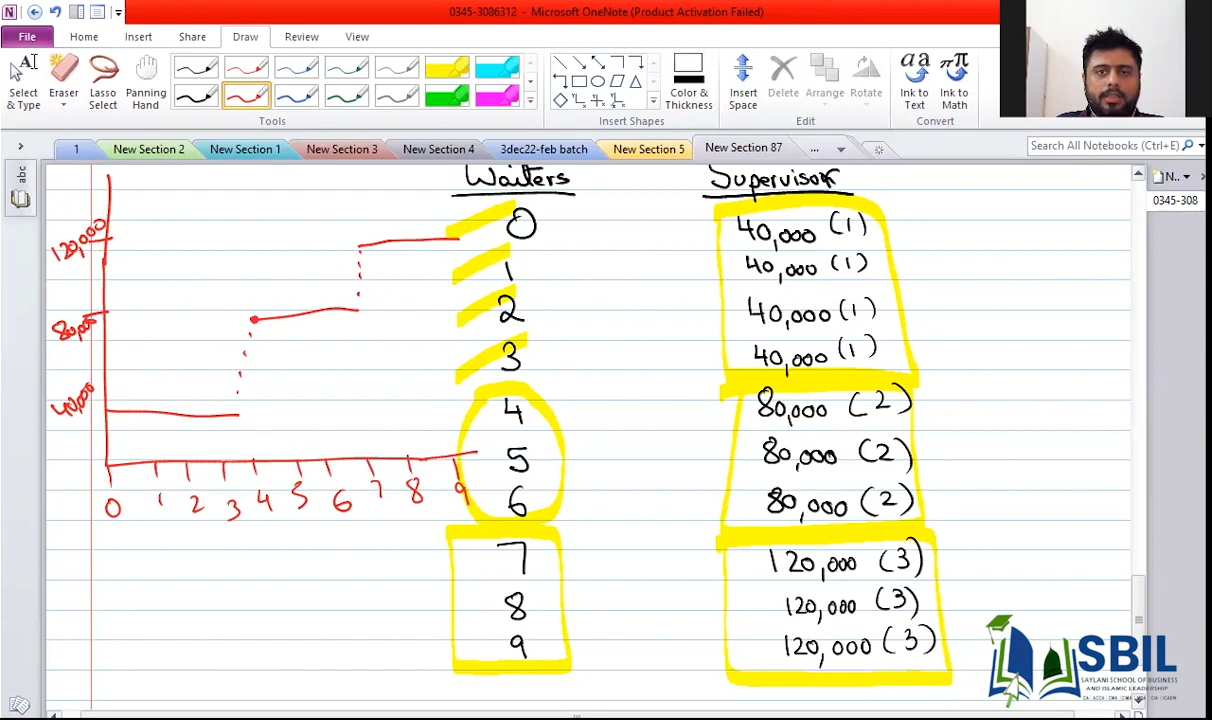 0345-3086312 - Microsoft OneNote (Product Activation Failed)
File Home Insert Share Draw Review View
Select & Type
Eraser
Lasso Select
Panning Hand
Color & Thickness
Insert Space
Delete
Arrange
Rotate
Ink to Text
Ink to Math
Tools
Insert Shapes
Edit
Convert
1 New Section 2 New Section 1 New Section 3 New Section 4 3dec22-feb batch New Section 5 New Section 87 ...
Search All Notebooks (Ctrl+E)
abc
N...
0345-308
Waiters Supervisor
0 40,000 (1)
1 40,000 (1)
2 40,000 (1)
3 40,000 (1)
4 80,000 (2)
5 80,000 (2)
6 80,000 (2)
7 120,000 (3)
8 120,000 (3)
9 120,000 (3)
120,000
80,000
40,000
0 1 2 3 4 5 6 7 8 9
SBIL
SAYLANI SCHOOL OF BUSINESS
AND ISLAMIC LEADERSHIP